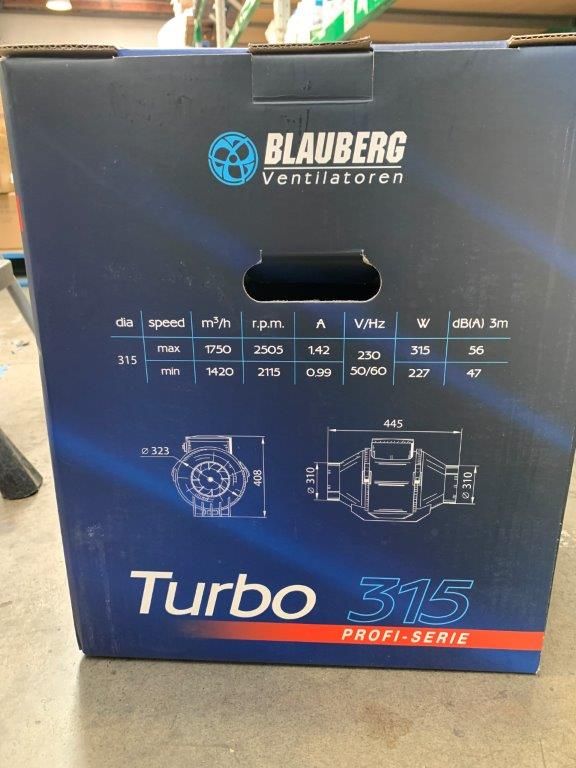 BLAUBERG
Ventilatoren
dia speed m³/h r.p.m. A V/Hz W dB(A) 3m
315 max 1750 2505 1,42 230 50/60 315 56
min 1420 2115 0,99 227 47
445
Ø 323
408
Ø 310
Ø 310
Turbo 315
PROFI-SERIE